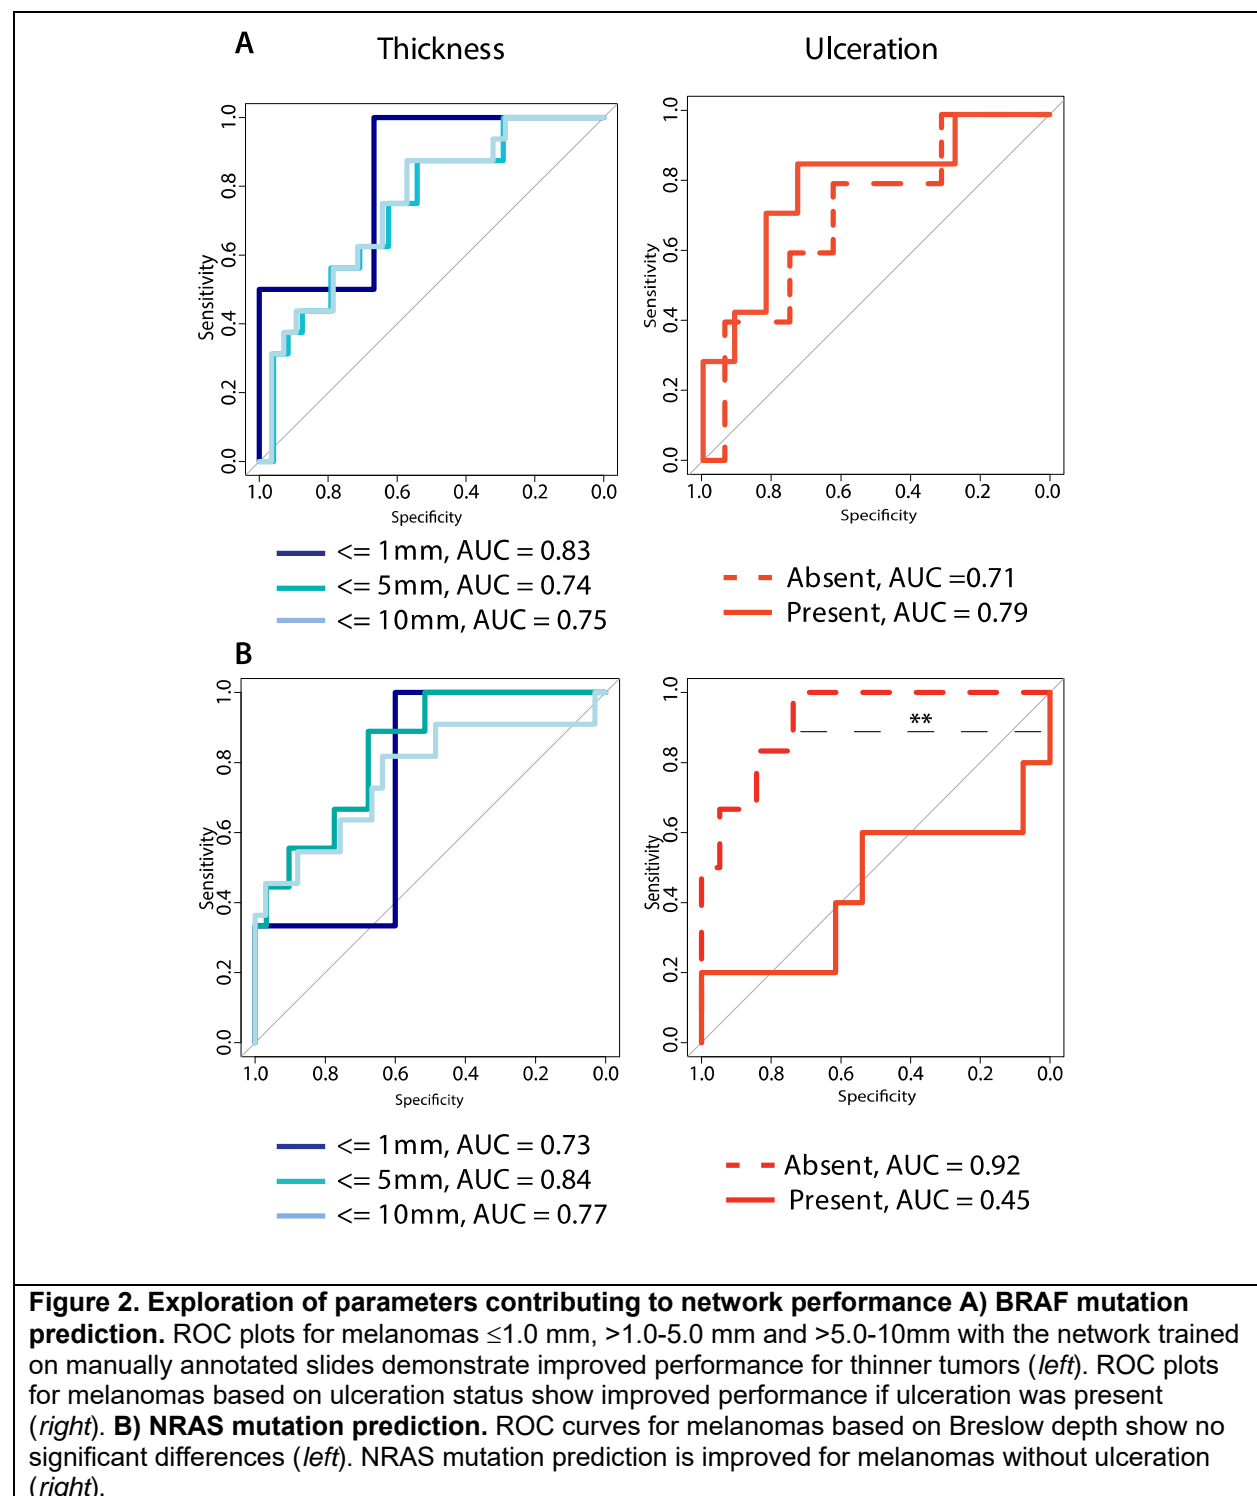 A
Thickness
Ulceration
1.0
0.8
0.6
0.4
0.2
0.0
Sensitivity
1.0 0.8 0.6 0.4 0.2 0.0
Specificity
<= 1mm, AUC = 0.83
<= 5mm, AUC = 0.74
<= 10mm, AUC = 0.75
1.0
0.8
0.6
0.4
0.2
0.0
Sensitivity
1.0 0.8 0.6 0.4 0.2 0.0
Specificity
Absent, AUC =0.71
Present, AUC = 0.79
B
1.0
0.8
0.6
0.4
0.2
0.0
Sensitivity
1.0 0.8 0.6 0.4 0.2 0.0
Specificity
<= 1mm, AUC = 0.73
<= 5mm, AUC = 0.84
<= 10mm, AUC = 0.77
1.0
0.8
0.6
0.4
0.2
0.0
Sensitivity
**
1.0 0.8 0.6 0.4 0.2 0.0
Specificity
Absent, AUC = 0.92
Present, AUC = 0.45
Figure 2. Exploration of parameters contributing to network performance A) BRAF mutation
prediction. ROC plots for melanomas ≤1.0 mm, >1.0-5.0 mm and >5.0-10mm with the network trained
on manually annotated slides demonstrate improved performance for thinner tumors (left). ROC plots
for melanomas based on ulceration status show improved performance if ulceration was present
(right). B) NRAS mutation prediction. ROC curves for melanomas based on Breslow depth show no
significant differences (left). NRAS mutation prediction is improved for melanomas without ulceration
(right).